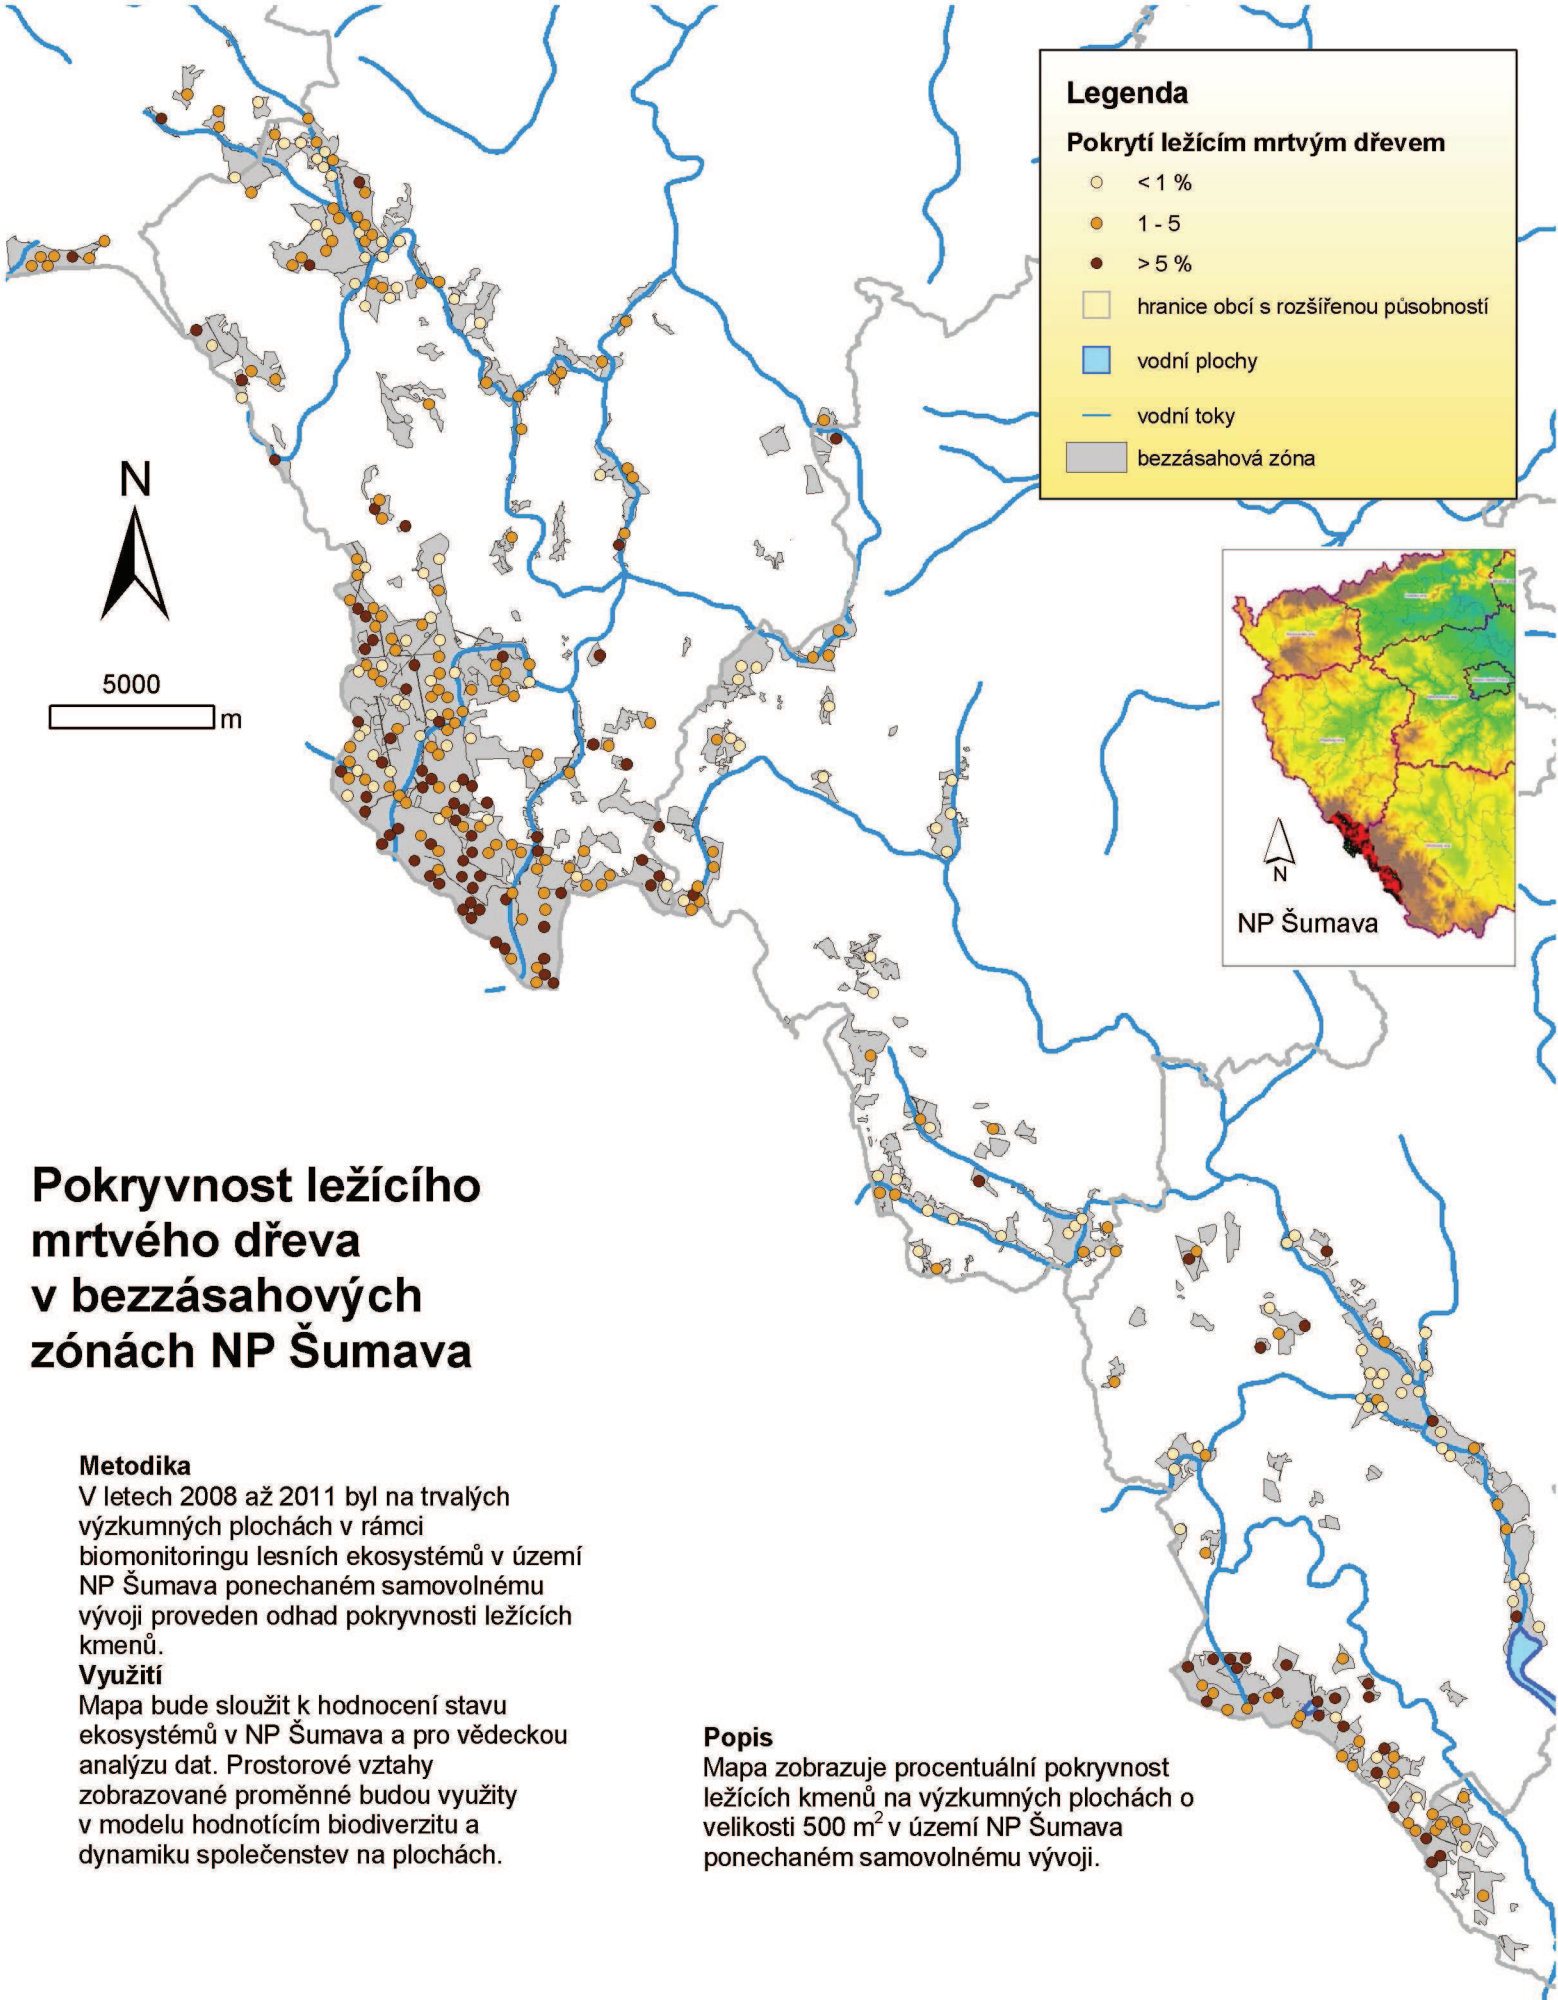 Legenda
Pokrytí ležícím mrtvým dřevem
< 1 %
1 - 5
> 5 %
hranice obcí s rozšířenou působností
vodní plochy
vodní toky
bezzásahová zóna
N
5000
m
N
NP Šumava
Pokryvnost ležícího
mrtvého dřeva
v bezzásahových
zónách NP Šumava
Metodika
V letech 2008 až 2011 byl na trvalých
výzkumných plochách v rámci
biomonitoringu lesních ekosystémů v území
NP Šumava ponechaném samovolnému
vývoji proveden odhad pokryvnosti ležících
kmenů.
Využití
Mapa bude sloužit k hodnocení stavu
ekosystémů v NP Šumava a pro vědeckou
analýzu dat. Prostorové vztahy
zobrazované proměnné budou využity
v modelu hodnotícím biodiverzitu a
dynamiku společenstev na plochách.
Popis
Mapa zobrazuje procentuální pokryvnost
ležících kmenů na výzkumných plochách o
velikosti 500 m² v území NP Šumava
ponechaném samovolnému vývoji.